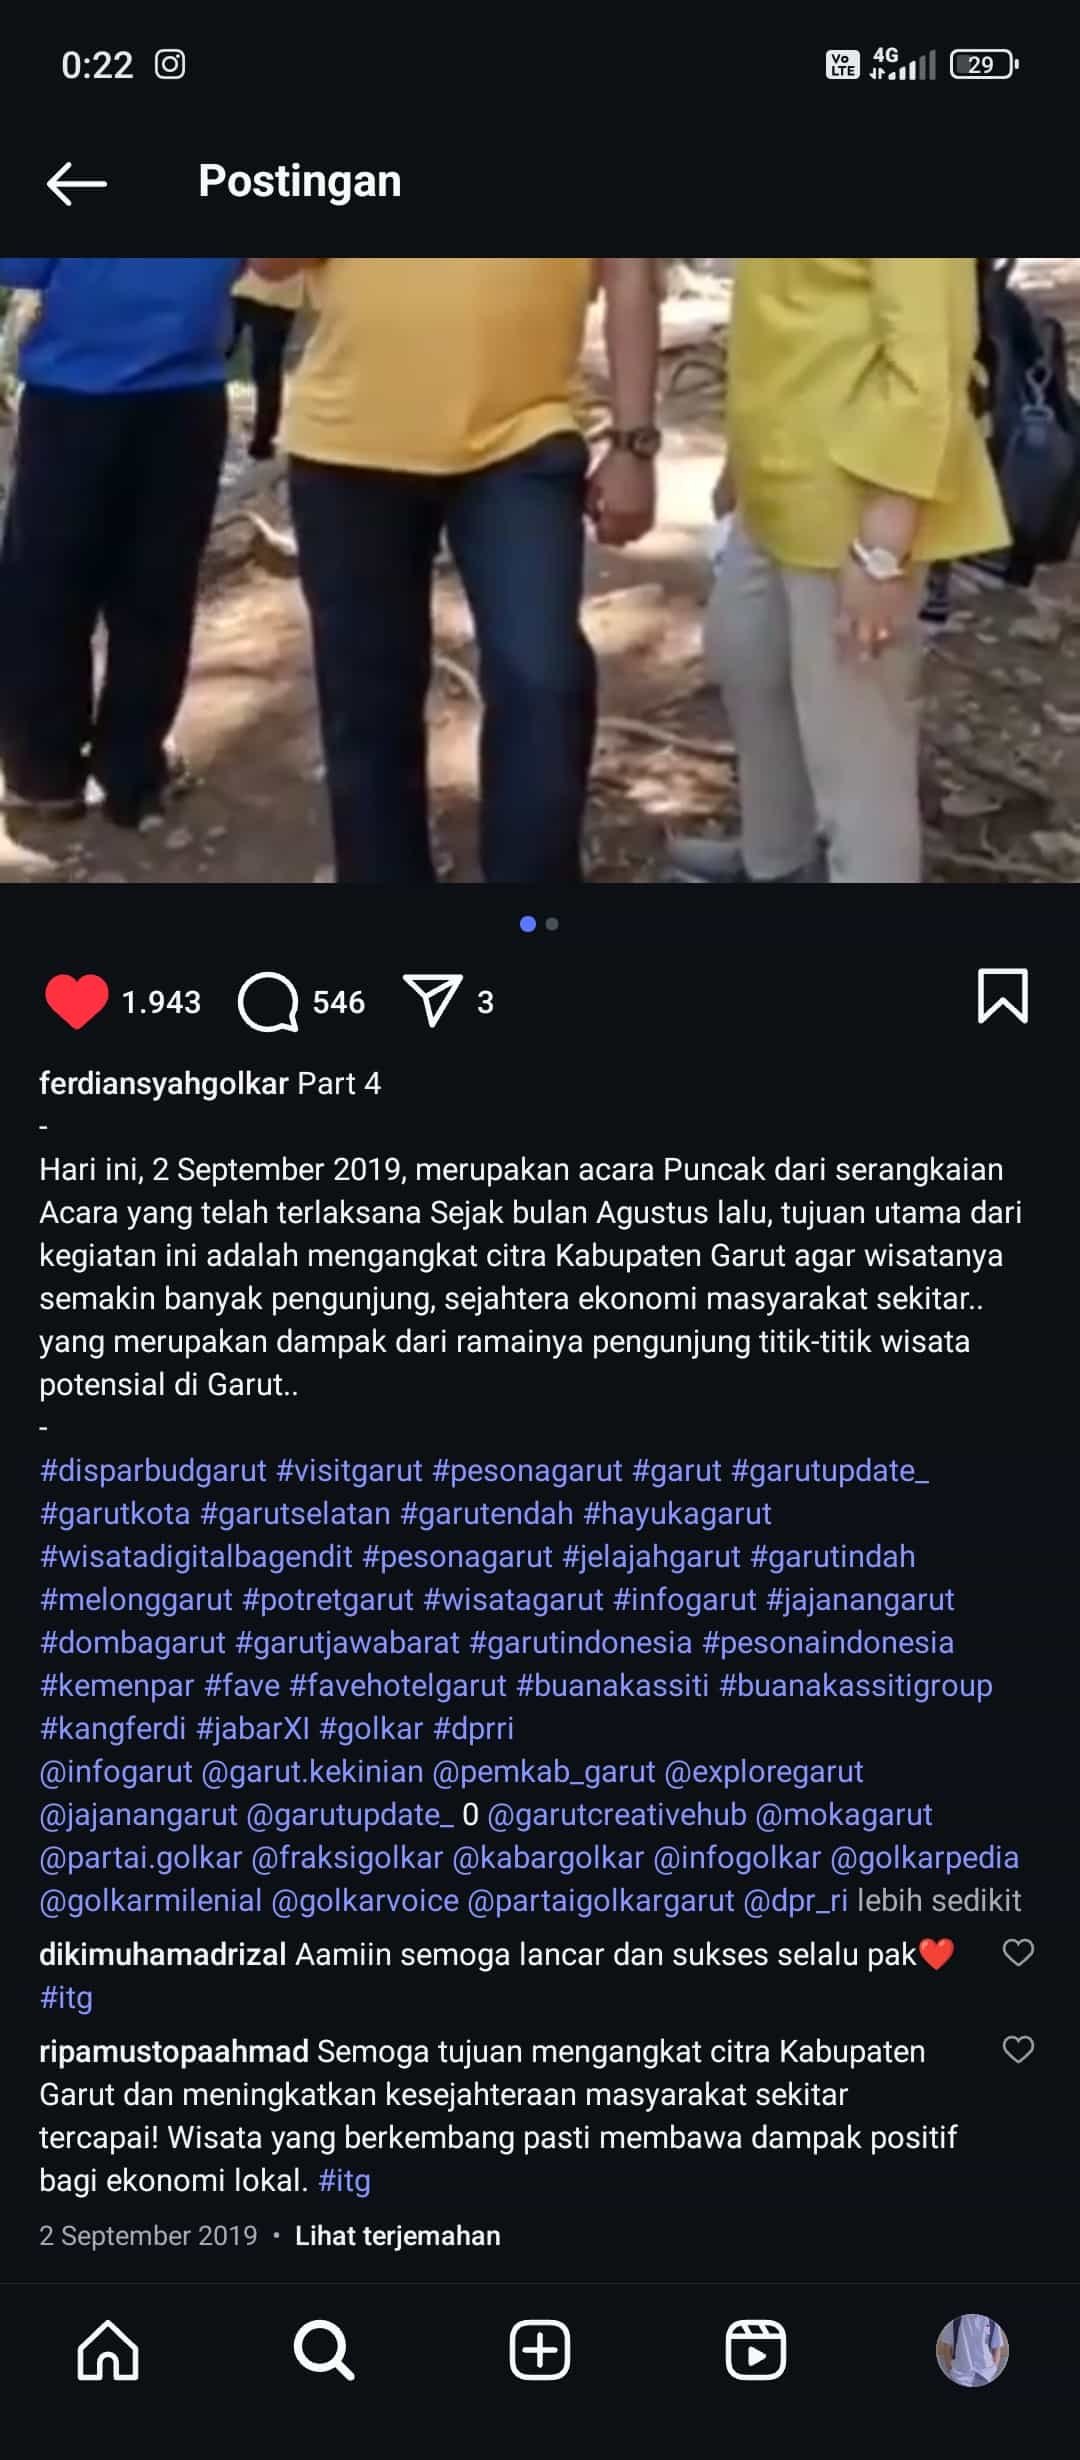 0:22
Vo LTE 4G 29
Postingan
1.943 546 3
ferdiansyahgolkar Part 4
-
Hari ini, 2 September 2019, merupakan acara Puncak dari serangkaian
Acara yang telah terlaksana Sejak bulan Agustus lalu, tujuan utama dari
kegiatan ini adalah mengangkat citra Kabupaten Garut agar wisatanya
semakin banyak pengunjung, sejahtera ekonomi masyarakat sekitar..
yang merupakan dampak dari ramainya pengunjung titik-titik wisata
potensial di Garut..
-
#disparbudgarut #visitgarut #pesonagarut #garut #garutupdate_
#garutkota #garutselatan #garutendah #hayukagarut
#wisatadigitalbagendit #pesonagarut #jelajahgarut #garutindah
#melonggarut #potretgarut #wisatagarut #infogarut #jajanangarut
#dombagarut #garutjawabarat #garutindonesia #pesonaindonesia
#kemenpar #fave #favehotelgarut #buanakassiti #buanakassitigroup
#kangferdi #jabarXI #golkar #dprri
@infogarut @garut.kekinian @pemkab_garut @exploregarut
@jajanangarut @garutupdate_ 0 @garutcreativehub @mokagarut
@partai.golkar @fraksigolkar @kabargolkar @infogolkar @golkarpedia
@golkarmilenial @golkarvoice @partaigolkargarut @dpr_ri lebih sedikit
dikimuhamadrizal Aamiin semoga lancar dan sukses selalu pak❤️
#itg
ripamustopaahmad Semoga tujuan mengangkat citra Kabupaten
Garut dan meningkatkan kesejahteraan masyarakat sekitar
tercapai! Wisata yang berkembang pasti membawa dampak positif
bagi ekonomi lokal. #itg
2 September 2019 • Lihat terjemahan